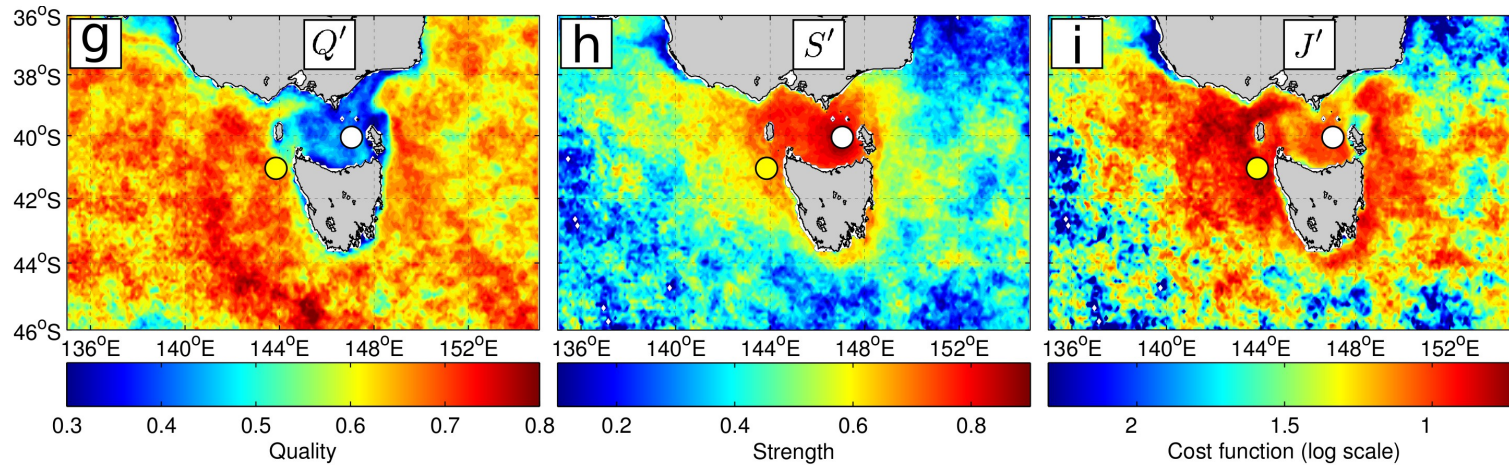 g Q′ h S′ i J′
36°S
38°S
40°S
42°S
44°S
46°S
136°E 140°E 144°E 148°E 152°E 136°E 140°E 144°E 148°E 152°E 136°E 140°E 144°E 148°E 152°E
0.3 0.4 0.5 0.6 0.7 0.8 0.2 0.4 0.6 0.8 2 1.5 1
Quality Strength Cost function (log scale)